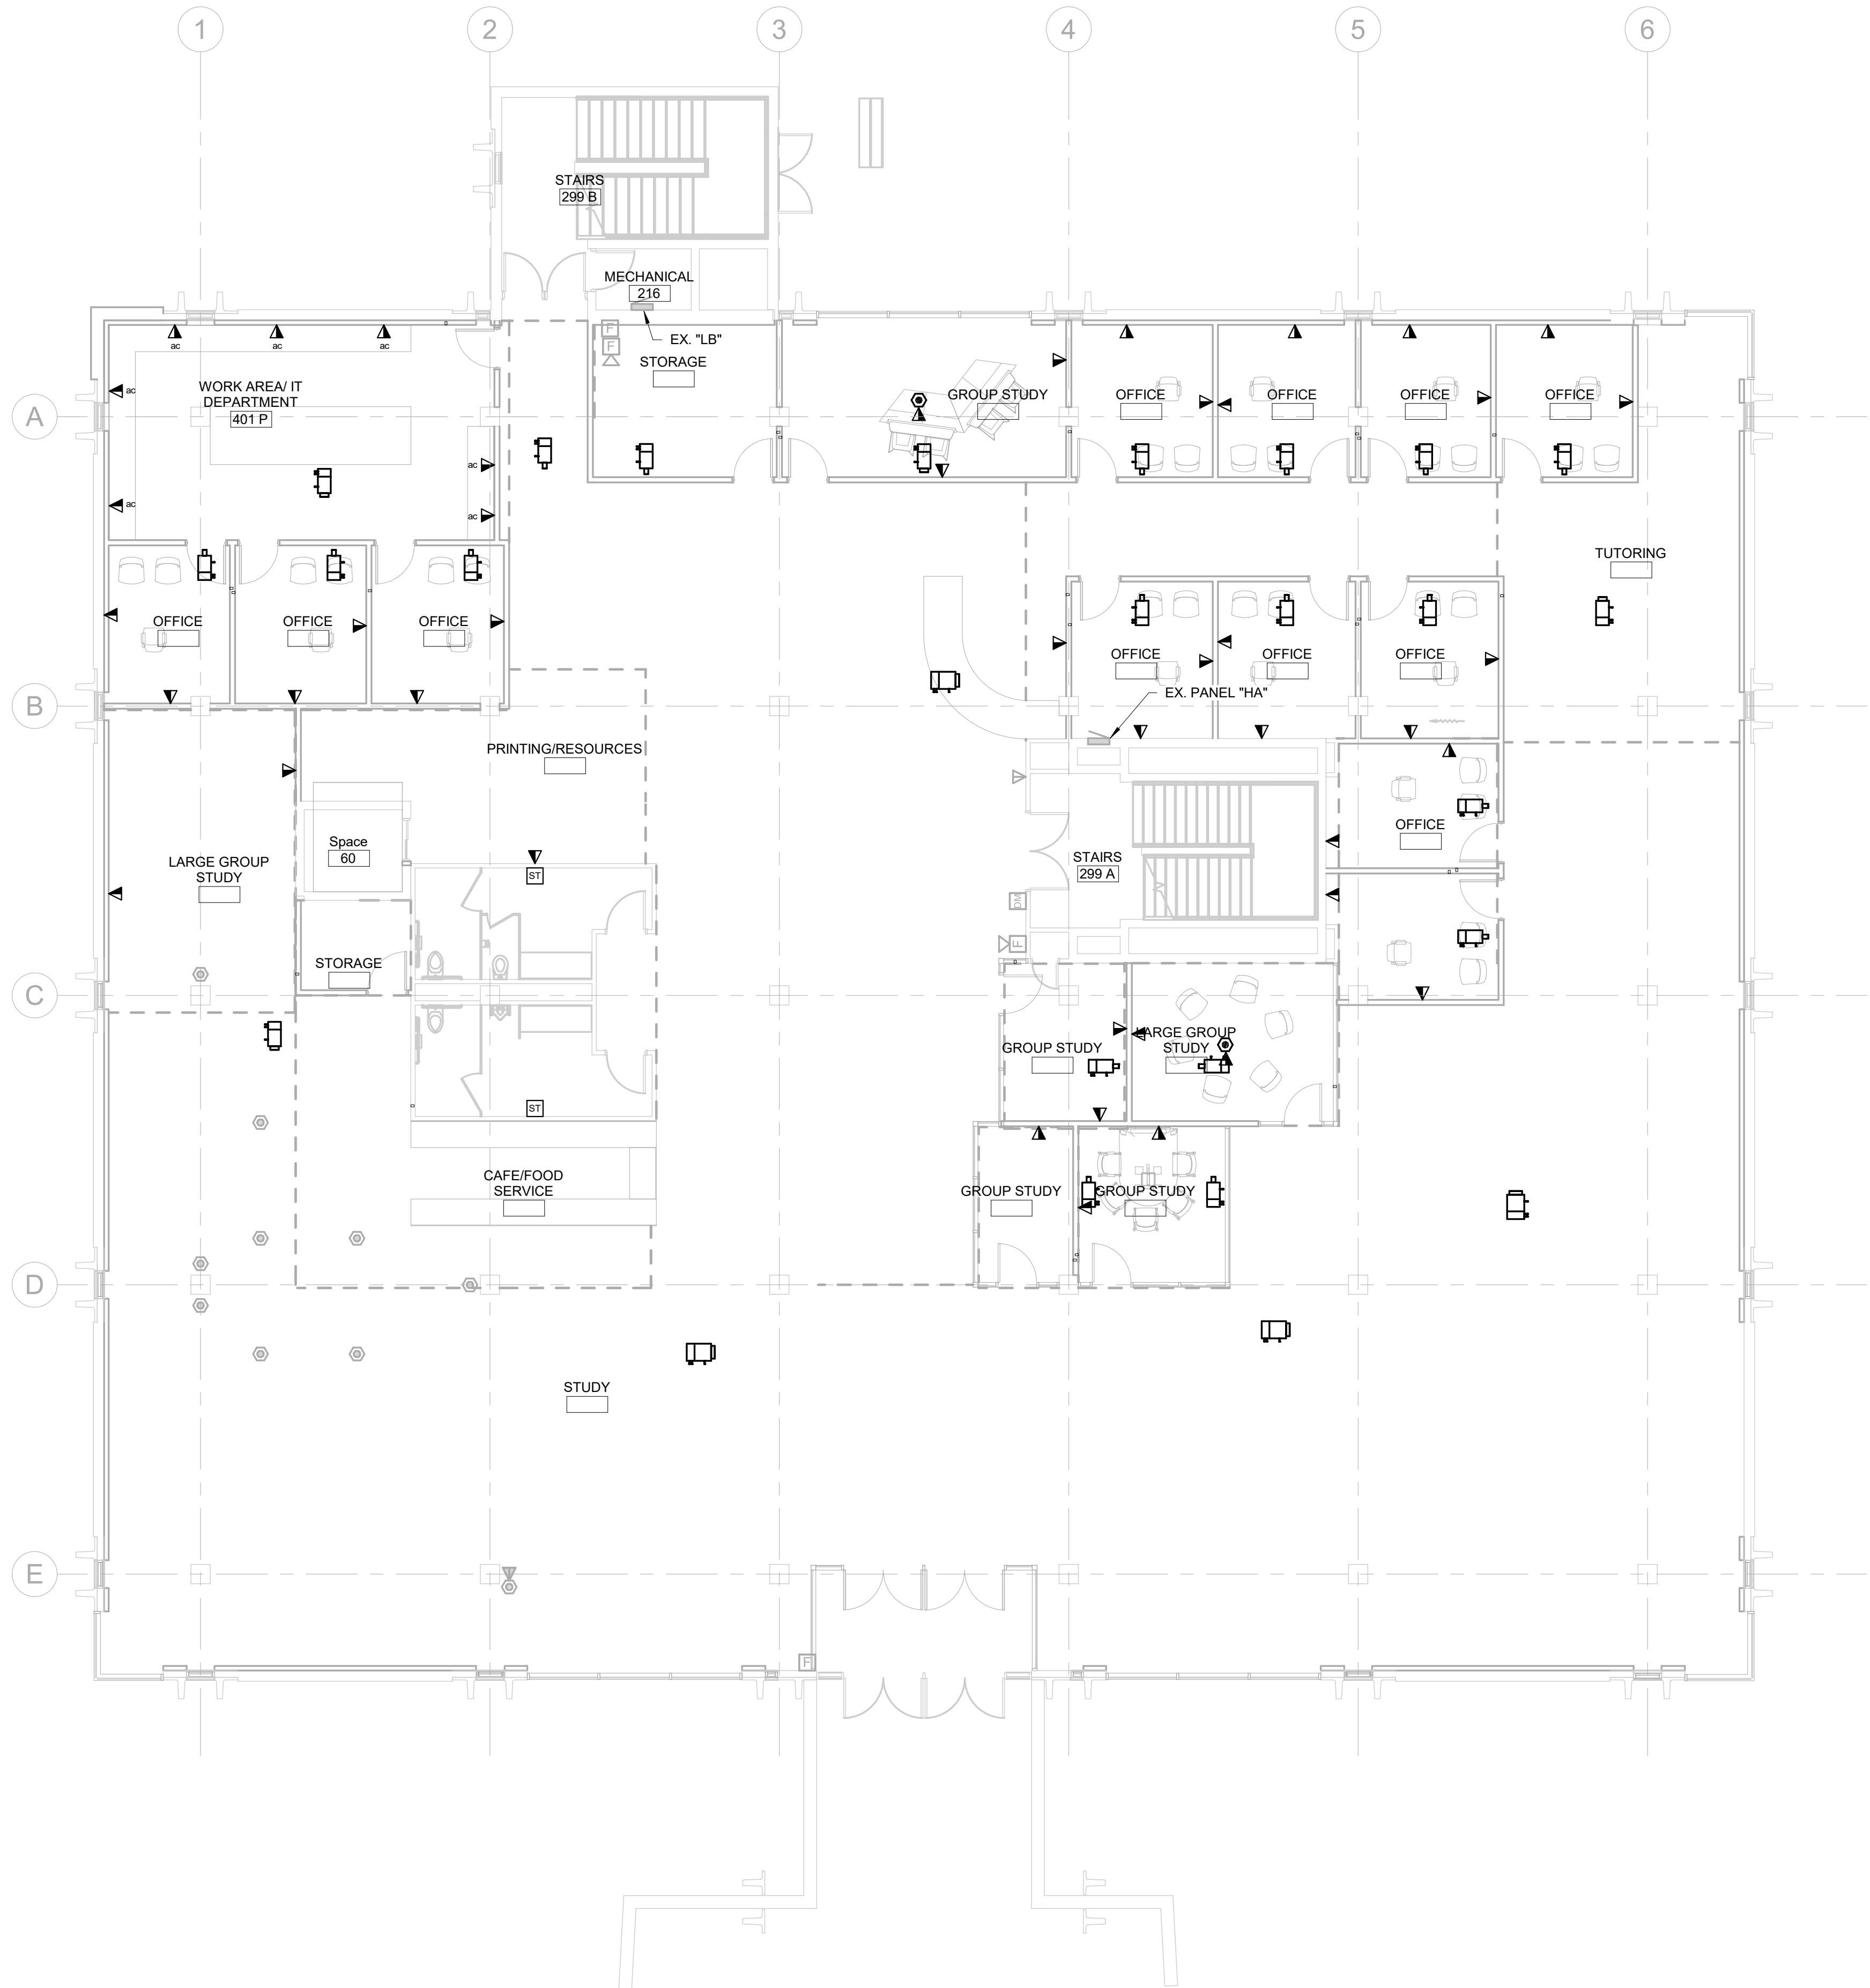 1
2
3
4
5
6
STAIRS
299 B
MECHANICAL
216
EX. "LB"
F
F
STORAGE
ac
ac
ac
ac
WORK AREA/ IT
DEPARTMENT
401 P
A
GROUP STUDY
OFFICE
OFFICE
OFFICE
OFFICE
ac
ac
ac
TUTORING
OFFICE
OFFICE
OFFICE
OFFICE
OFFICE
OFFICE
EX. PANEL "HA"
B
PRINTING/RESOURCES
Space
60
LARGE GROUP
STUDY
ST
STAIRS
299 A
OFFICE
DM
F
STORAGE
C
GROUP STUDY
LARGE GROUP
STUDY
ST
CAFE/FOOD
SERVICE
GROUP STUDY
GROUP STUDY
D
STUDY
E
F